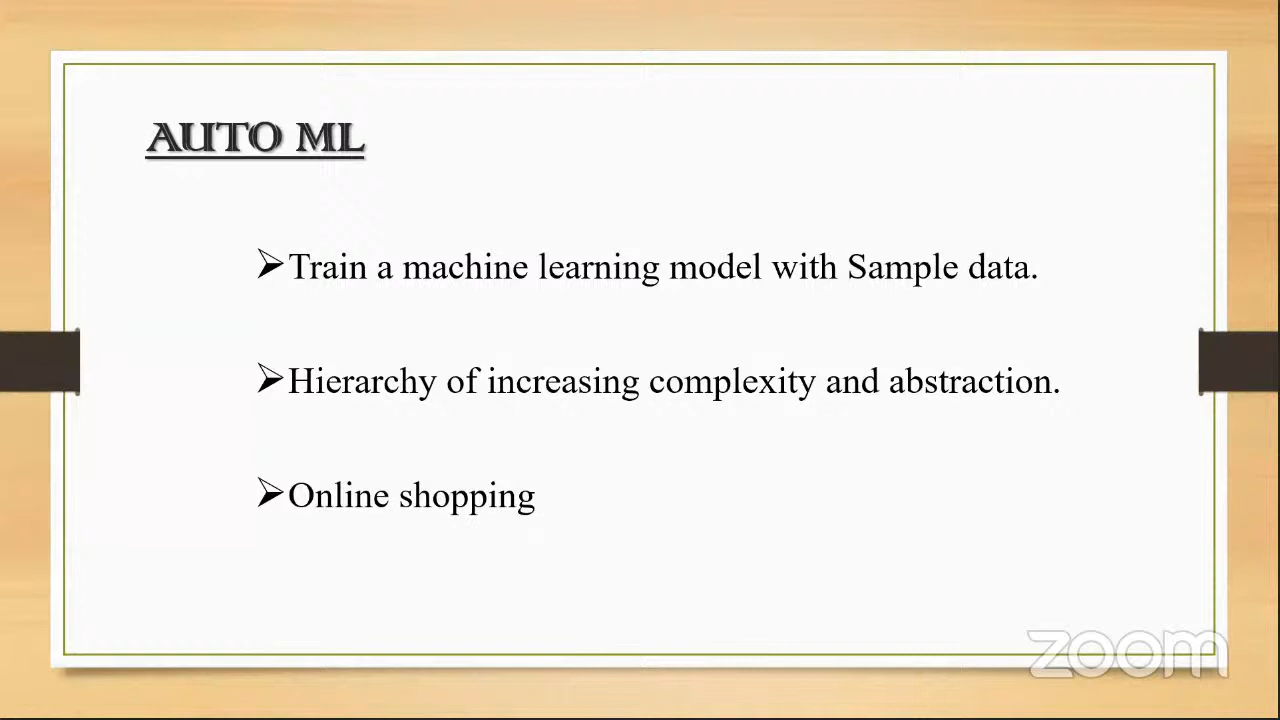 AUTO ML
➢Train a machine learning model with Sample data.
➢Hierarchy of increasing complexity and abstraction.
➢Online shopping
zoom